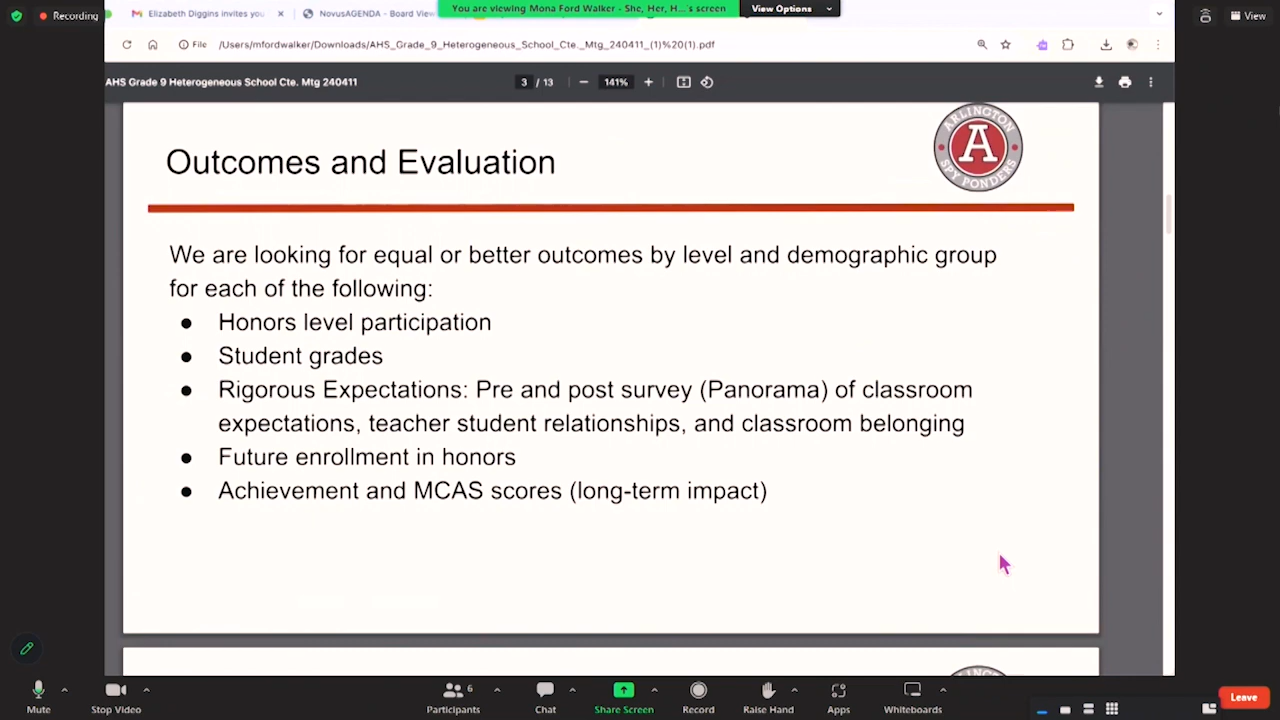 Recording
Elizabeth Diggins invites you
NovusAGENDA - Board View
You are viewing Mona Ford Walker - She, Her, H...'s screen
View Options
View
File
/Users/mfordwalker/Downloads/AHS_Grade_9_Heterogeneous_School_Cte._Mtg_240411_(1)%20(1).pdf
AHS Grade 9 Heterogeneous School Cte. Mtg 240411
3 / 13
141%
ARLINGTON
A
SPY PONDERS
Outcomes and Evaluation
We are looking for equal or better outcomes by level and demographic group
for each of the following:
● Honors level participation
● Student grades
● Rigorous Expectations: Pre and post survey (Panorama) of classroom
expectations, teacher student relationships, and classroom belonging
● Future enrollment in honors
● Achievement and MCAS scores (long-term impact)
Mute
Stop Video
6
Participants
Chat
Share Screen
Record
Raise Hand
Apps
Whiteboards
Leave